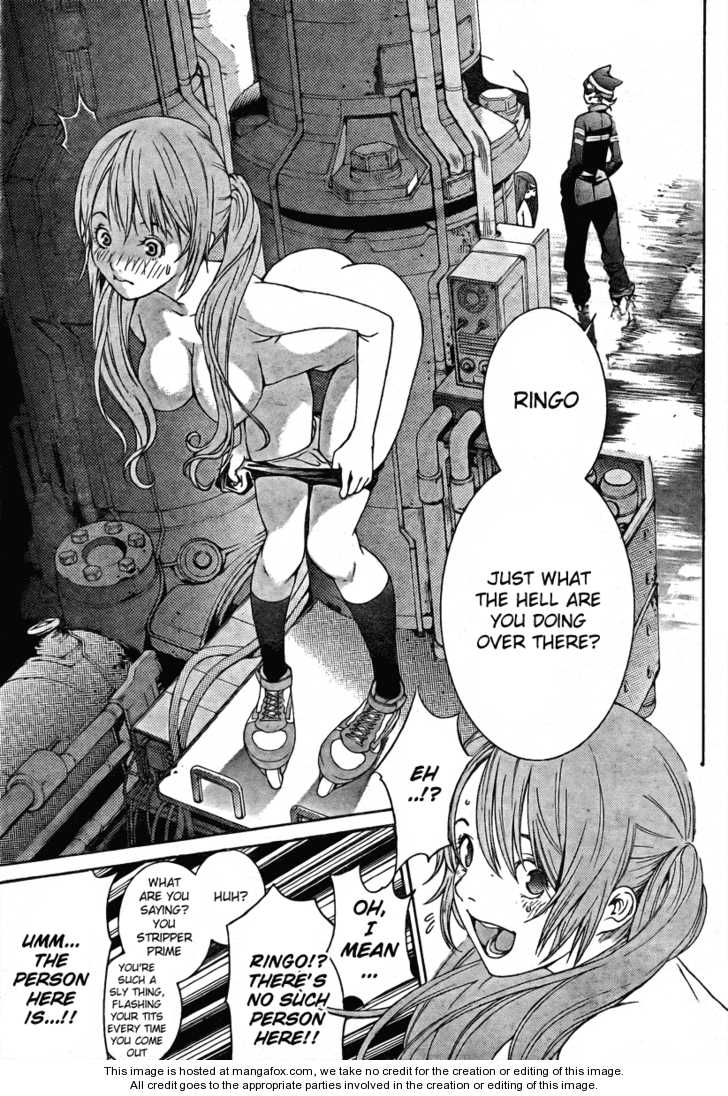 RINGO
JUST WHAT
THE HELL ARE
YOU DOING
OVER THERE?
EH
..!?
OH,
I
MEAN
...
RINGO!?
THERE'S
NO SUCH
PERSON
HERE!!
HUH?
WHAT
ARE YOU
SAYING?
YOU
STRIPPER
PRIME
YOU'RE
SUCH A
SLY THING,
FLASHING
YOUR TITS
EVERY TIME
YOU COME
OUT
UMM...
THE
PERSON
HERE
IS...!!
This image is hosted at mangafox.com, we take no credit for the creation or editing of this image.
All credit goes to the appropriate parties involved in the creation or editing of this image.